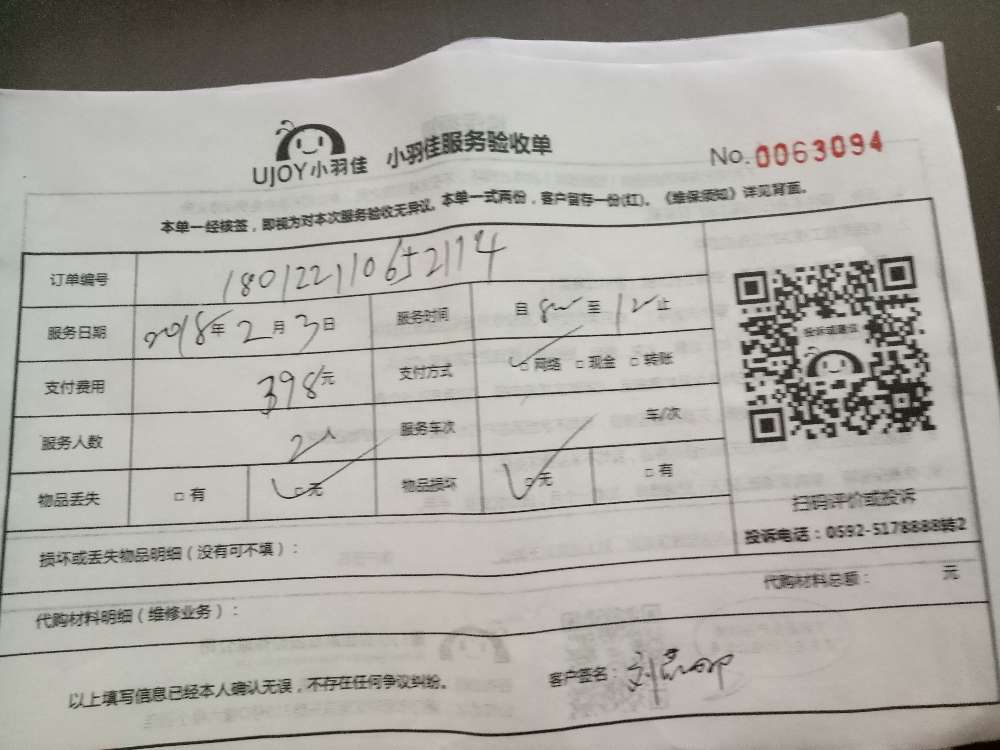 UJOY小羽佳 小羽佳服务验收单 No.0063094
本单一经核签，即视为对本次服务验收无异议。本单一式两份，客户留存一份(红)。《维保须知》详见背面。
订单编号 180122110652114
服务日期 2018年2月3日 服务时间 自8:00至12止
支付费用 398元 支付方式 ☑网络 □现金 □转账
服务人数 2人 服务车次 车/次
物品丢失 □有 ☑无 物品损坏 ☑无 □有
投诉或建议
扫码评价或投诉
投诉电话：0592-5178888转2
损坏或丢失物品明细（没有可不填）：
代购材料明细（维修业务）： 代购材料总额： 元
以上填写信息已经本人确认无误，不存在任何争议纠纷。 客户签名：刘